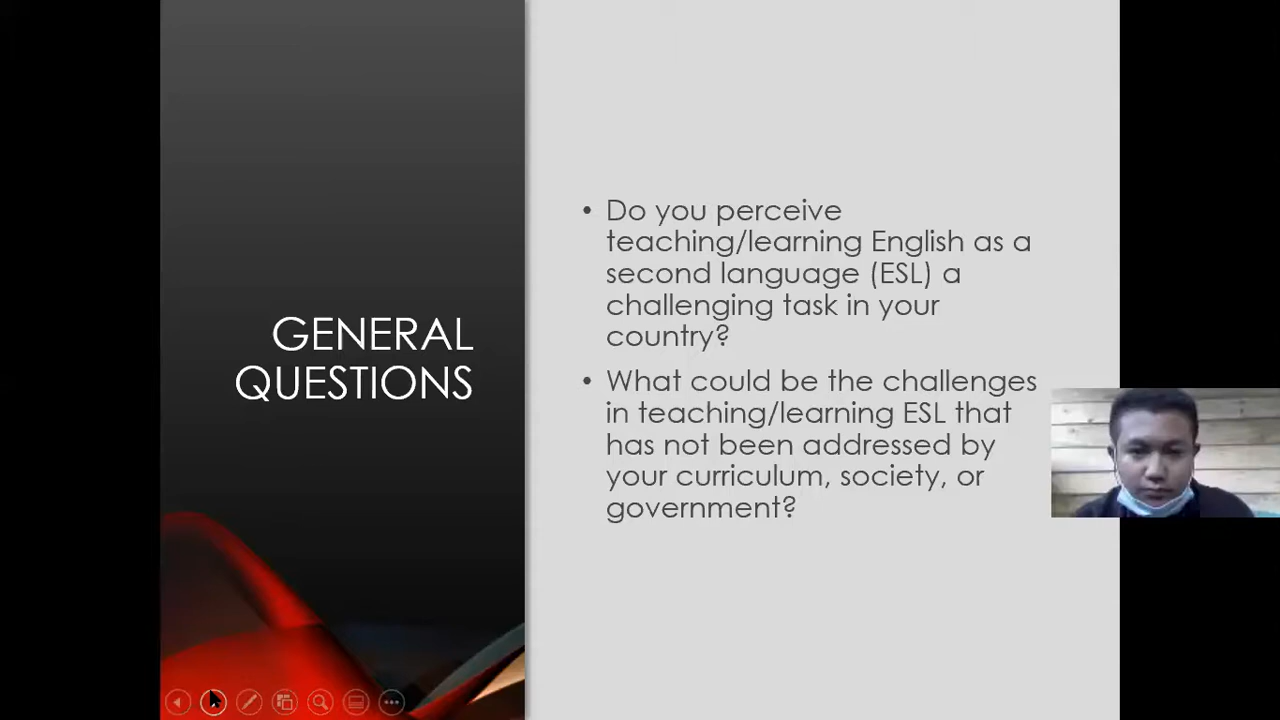 GENERAL
QUESTIONS
• Do you perceive
teaching/learning English as a
second language (ESL) a
challenging task in your
country?
• What could be the challenges
in teaching/learning ESL that
has not been addressed by
your curriculum, society, or
government?